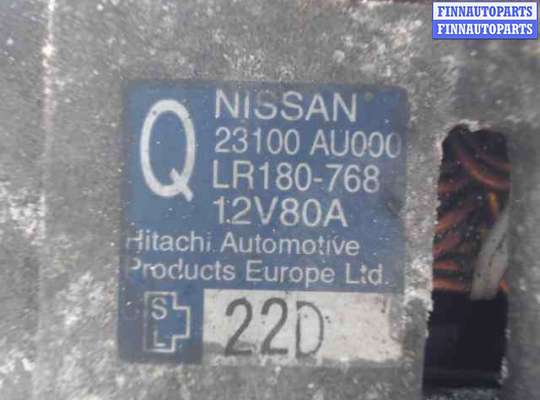 FINNAUTOPARTS
FINNAUTOPARTS
Q
NISSAN
23100 AU000
LR180-768
12V80A
Hitachi Automotive
Products Europe Ltd.
S
L
22D